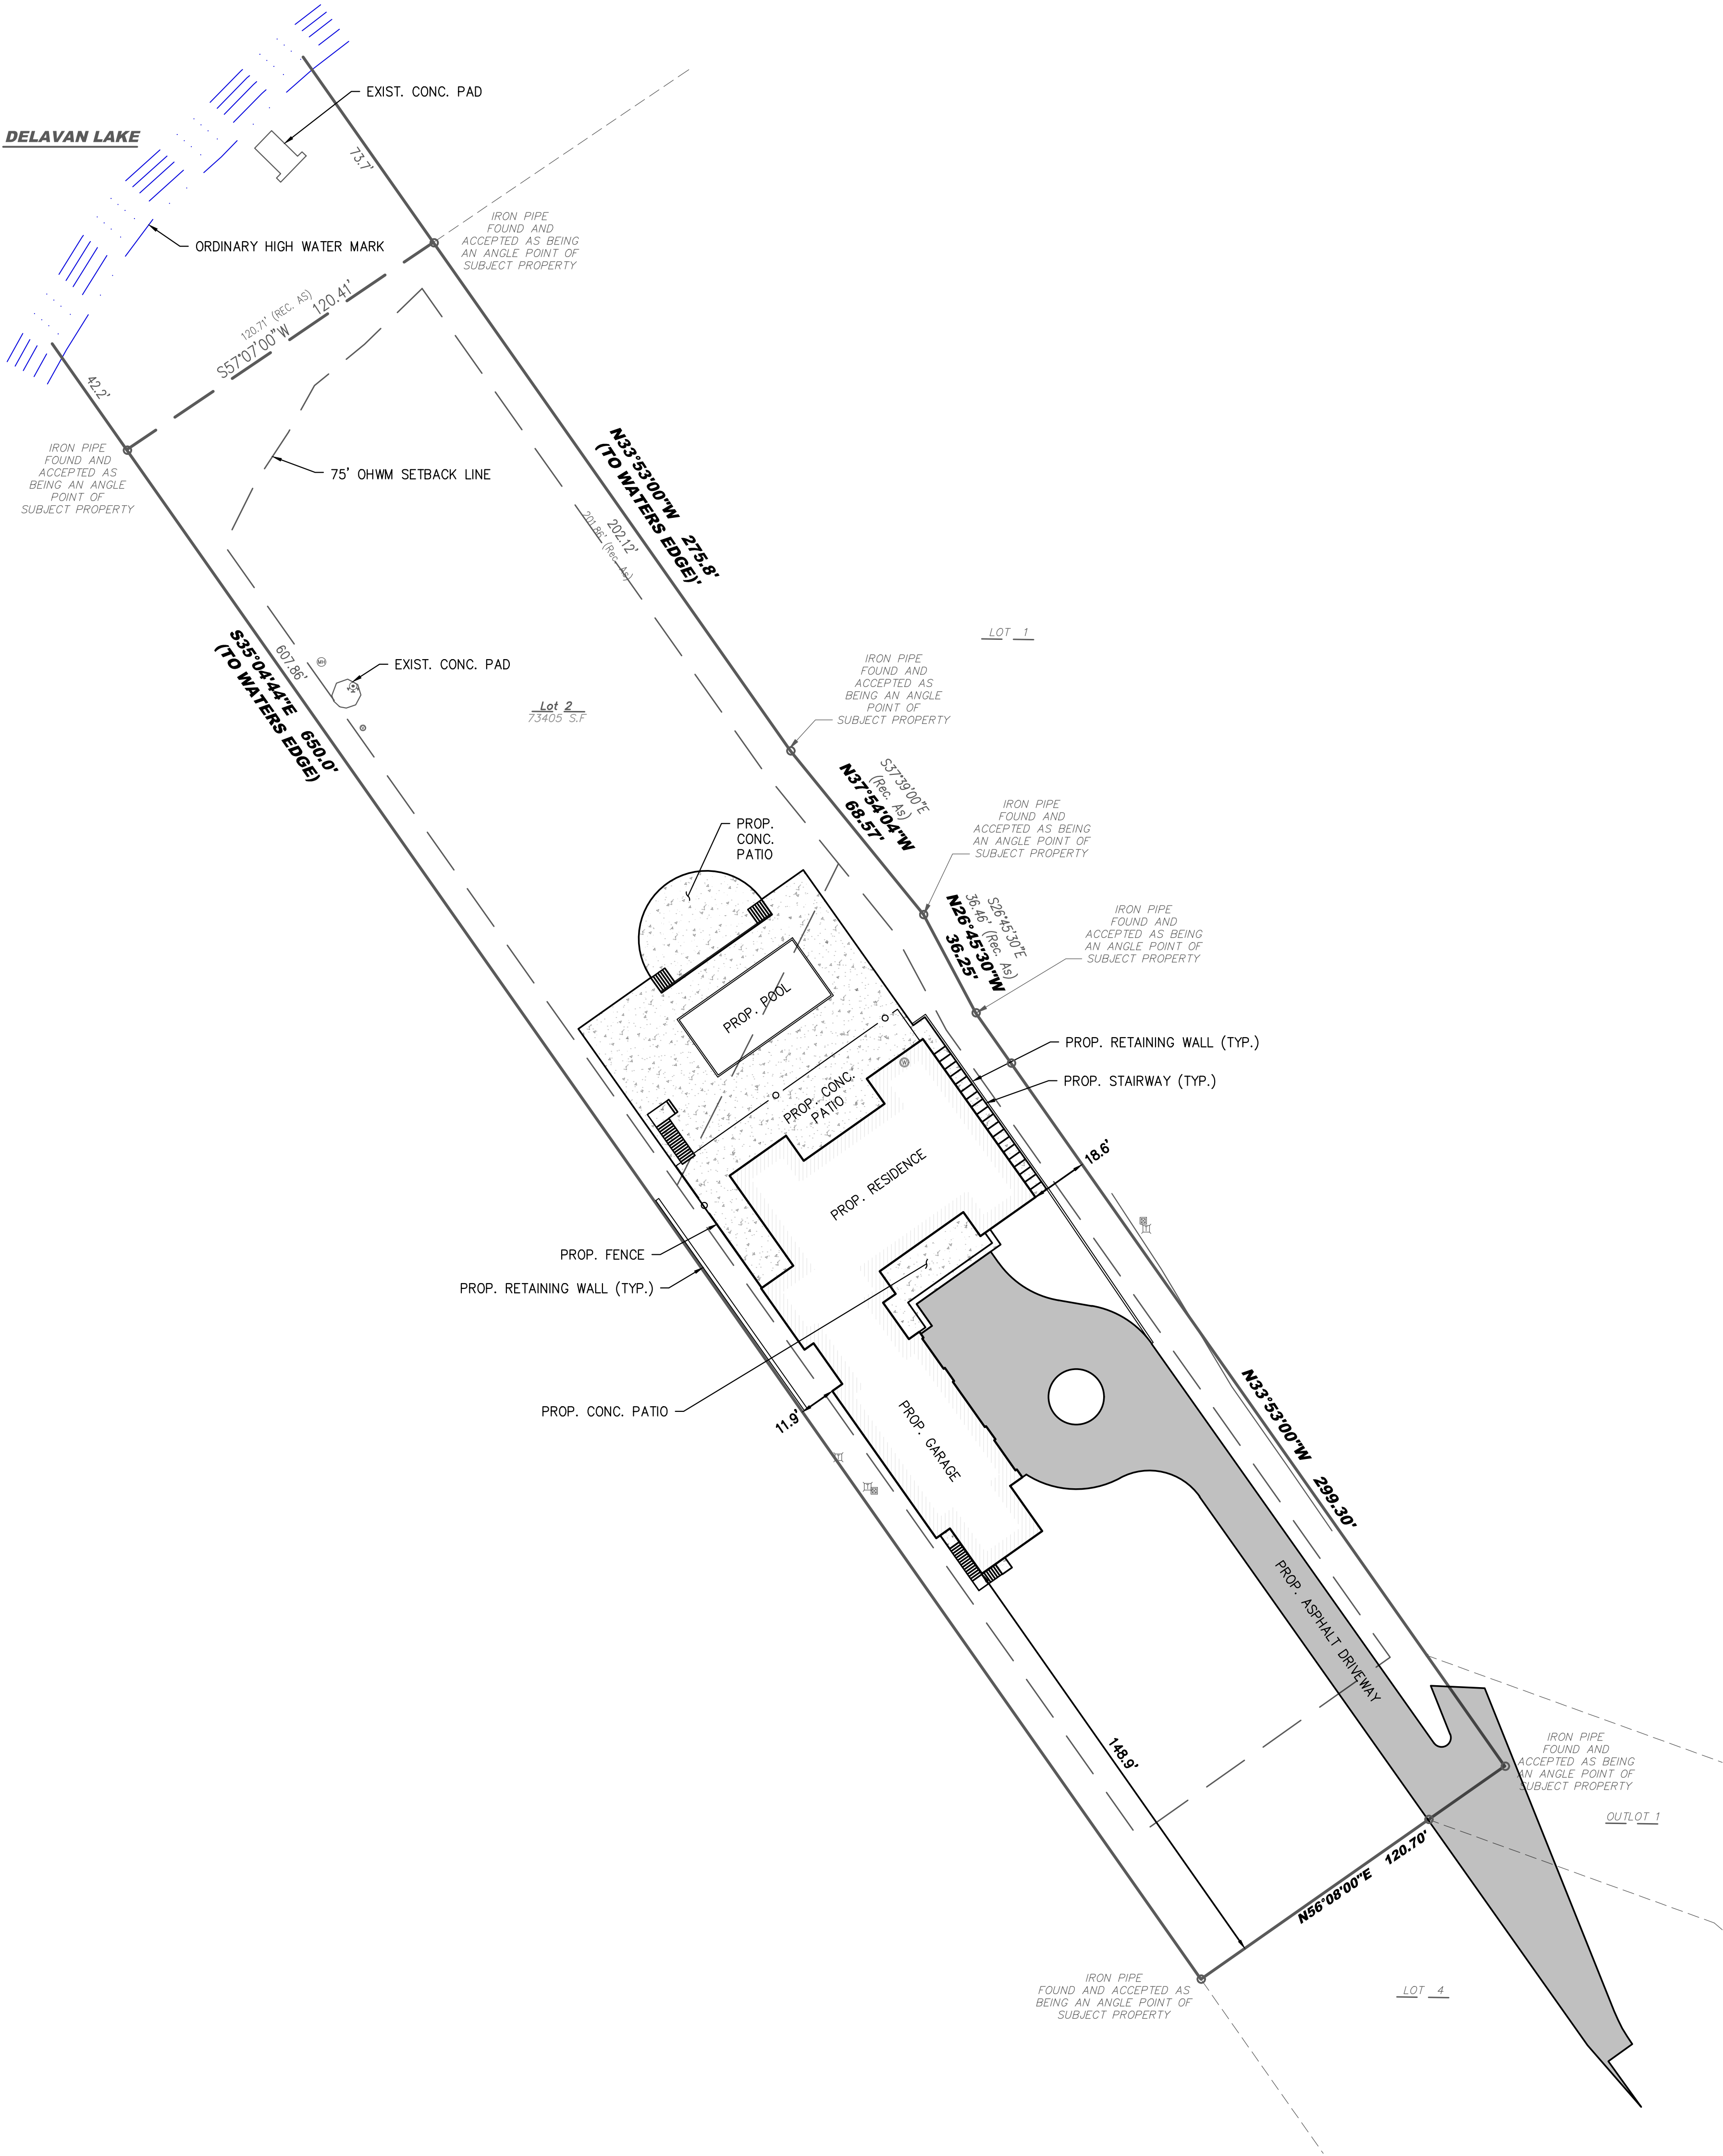 EXIST. CONC. PAD
DELAVAN LAKE
73.7'
IRON PIPE
FOUND AND
ACCEPTED AS BEING
AN ANGLE POINT OF
SUBJECT PROPERTY
ORDINARY HIGH WATER MARK
120.71' (REC. AS)
S57°07'00"W 120.41'
42.2'
IRON PIPE
FOUND AND
ACCEPTED AS
BEING AN ANGLE
POINT OF
SUBJECT PROPERTY
75' OHWM SETBACK LINE
N33°53'00"W 275.8'
(TO WATERS EDGE)'
202.12'
201.86' (Rec. As)
LOT 1
S35°04'44"E 650.0'
(TO WATERS EDGE)
607.86'
MH
EXIST. CONC. PAD
Lot 2
73405 S.F
IRON PIPE
FOUND AND
ACCEPTED AS
BEING AN ANGLE
POINT OF
SUBJECT PROPERTY
S37°39'00"E
(Rec. As)
N37°54'04"W
68.57'
IRON PIPE
FOUND AND
ACCEPTED AS BEING
AN ANGLE POINT OF
SUBJECT PROPERTY
PROP.
CONC.
PATIO
S26°45'30"E
36.46' (Rec. As)
N26°45'30"W
36.25'
IRON PIPE
FOUND AND
ACCEPTED AS BEING
AN ANGLE POINT OF
SUBJECT PROPERTY
PROP. POOL
PROP. RETAINING WALL (TYP.)
PROP. STAIRWAY (TYP.)
PROP. CONC.
PATIO
W
18.6'
PROP. RESIDENCE
PROP. FENCE
PROP. RETAINING WALL (TYP.)
PROP. CONC. PATIO
11.9'
PROP. GARAGE
N33°53'00"W 299.30'
PROP. ASPHALT DRIVEWAY
148.9'
IRON PIPE
FOUND AND
ACCEPTED AS BEING
AN ANGLE POINT OF
SUBJECT PROPERTY
OUTLOT 1
N56°08'00"E 120.70'
IRON PIPE
FOUND AND ACCEPTED AS
BEING AN ANGLE POINT OF
SUBJECT PROPERTY
LOT 4